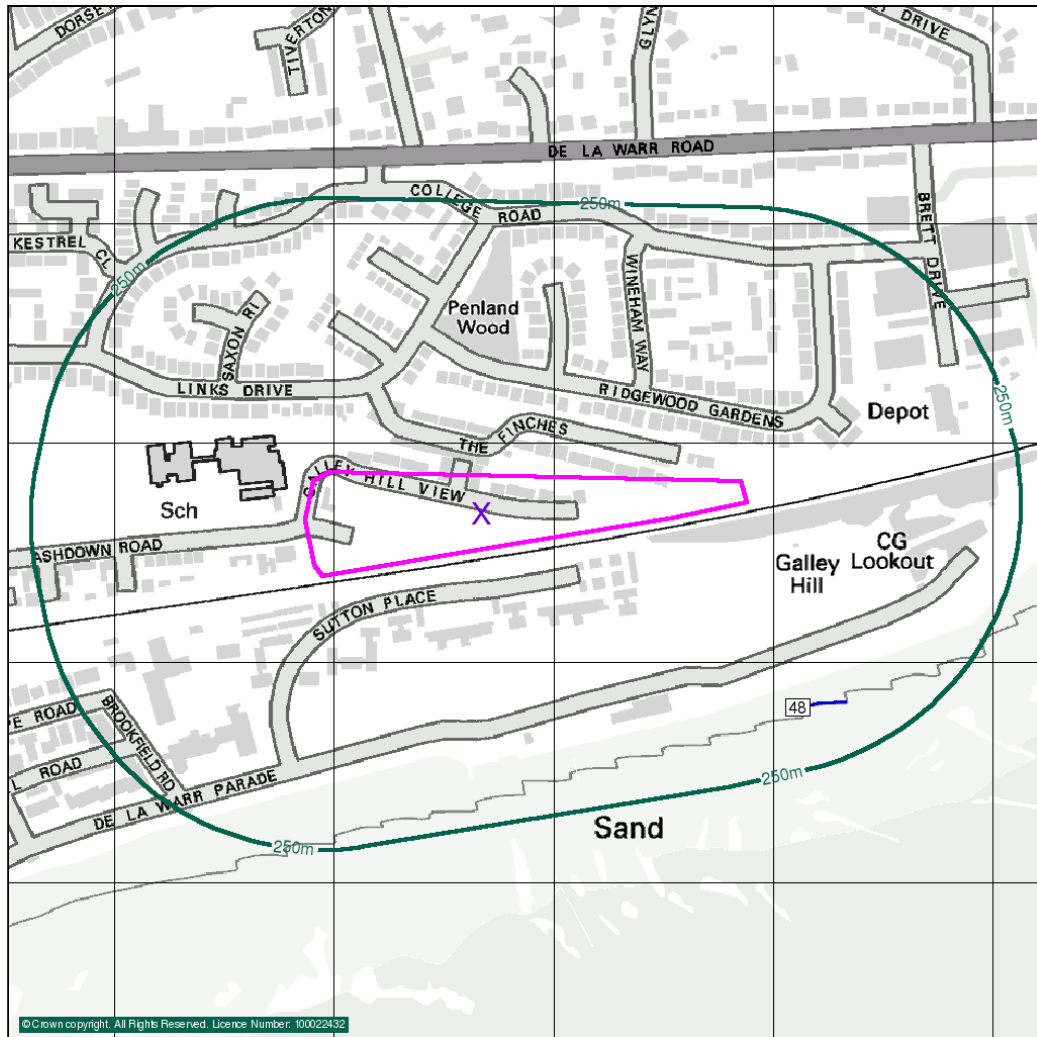 DORSE
TIVERTON
GLYN
DRIVE
DE LA WARR ROAD
COLLEGE
ROAD
250m
BRETT DRIVE
KESTREL CL
250m
WINEHAM WAY
Penland
Wood
SAXON RI
LINKS DRIVE
RIDGEWOOD GARDENS
250m
Depot
THE FINCHES
GALLEY HILL VIEW
X
Sch
ASHDOWN ROAD
CG
Lookout
Galley
Hill
SUTTON PLACE
PE ROAD
BROOKFIELD RD
48
L ROAD
250m
DE LA WARR PARADE
Sand
250m
© Crown copyright. All Rights Reserved. Licence Number: 100022432